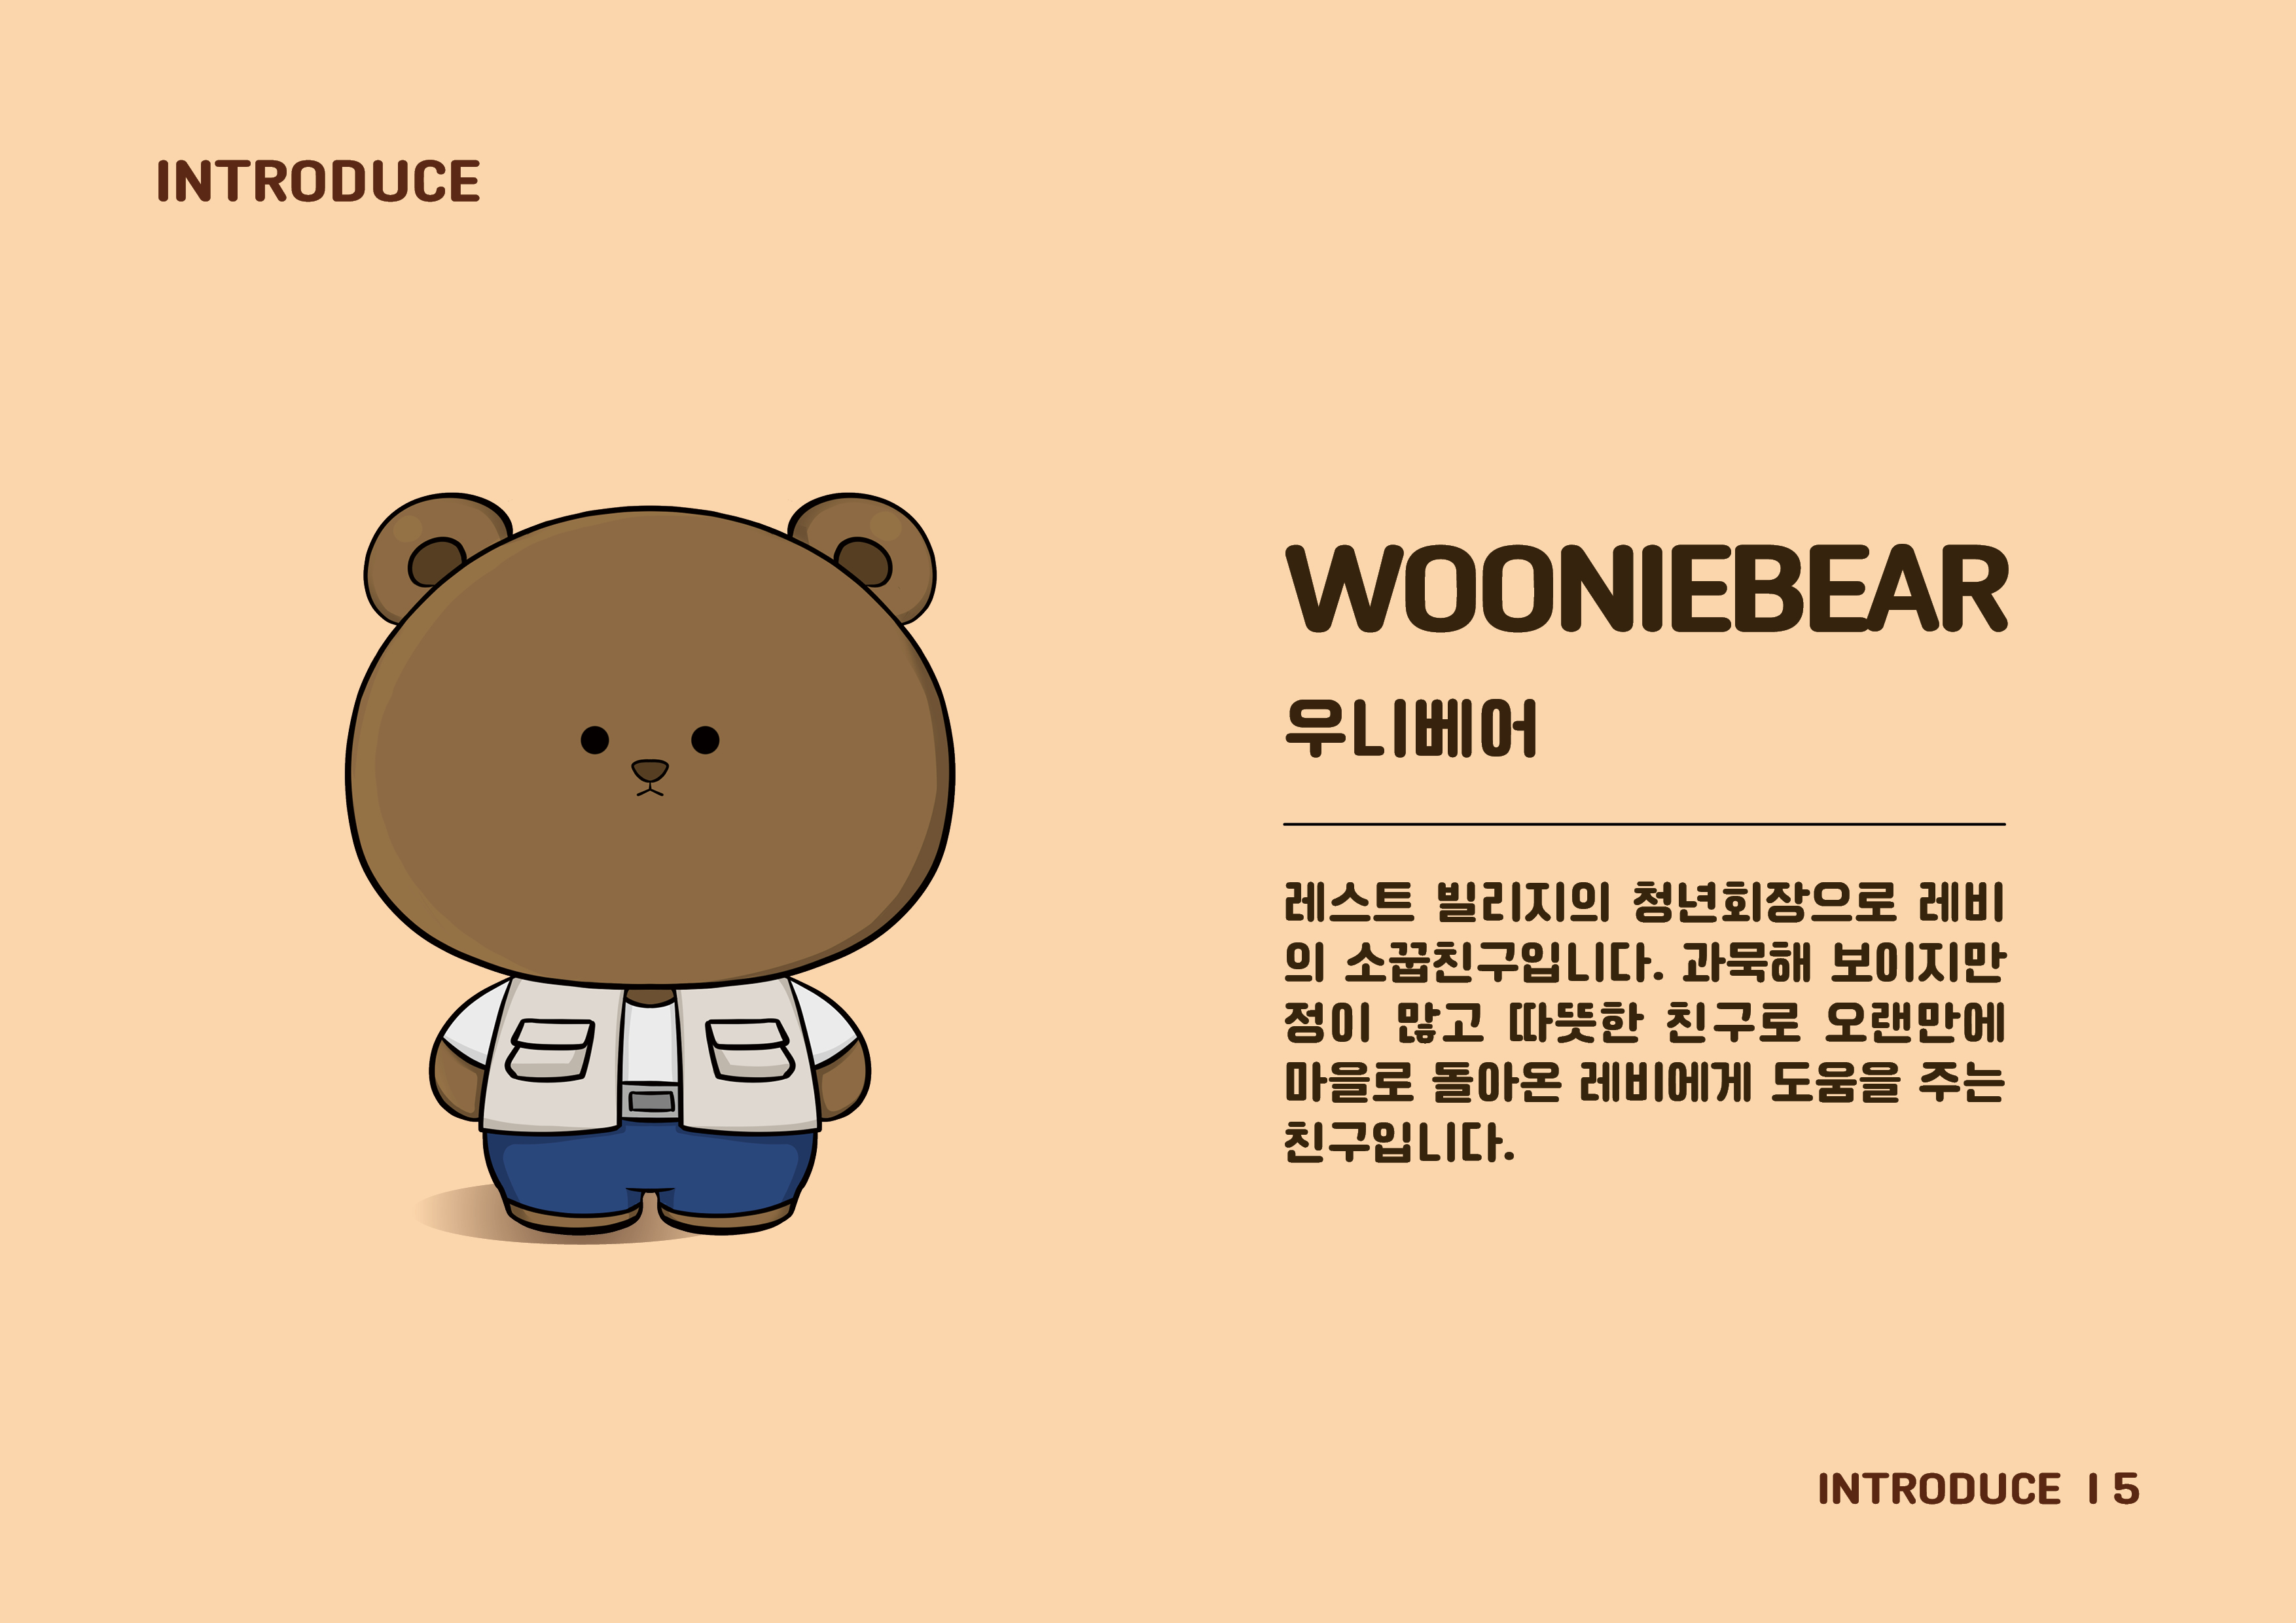 INTRODUCE
WOONIEBEAR
우니베어
레스트 빌리지의 청년회장으로 레비
의 소꿉친구입니다. 과묵해 보이지만
정이 많고 따뜻한 친구로 오랜만에
마을로 돌아온 레비에게 도움을 주는
친구입니다.
INTRODUCE | 5